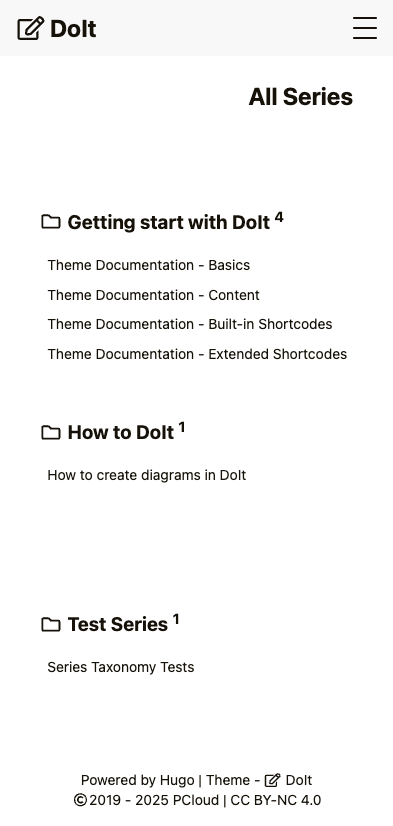 DoIt
All Series
Getting start with DoIt 4
Theme Documentation - Basics
Theme Documentation - Content
Theme Documentation - Built-in Shortcodes
Theme Documentation - Extended Shortcodes
How to DoIt 1
How to create diagrams in DoIt
Test Series 1
Series Taxonomy Tests
Powered by Hugo | Theme - DoIt
©2019 - 2025 PCloud | CC BY-NC 4.0